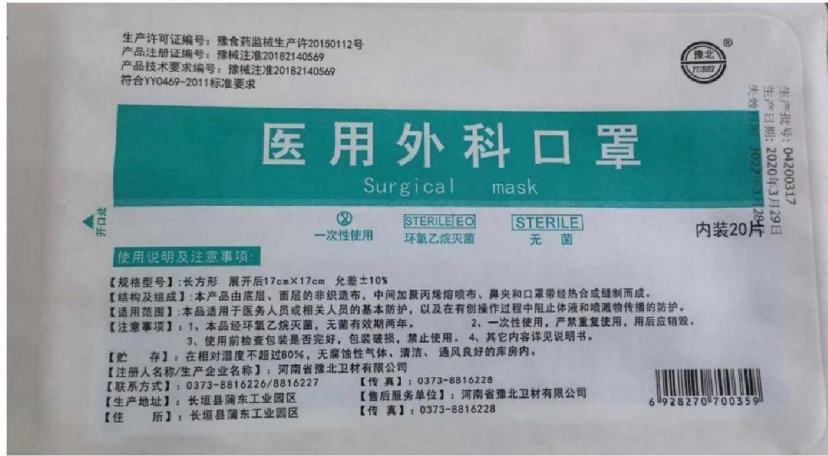 生产许可证编号：豫食药监械生产许20150112号
产品注册证编号：豫械注准20182140569
产品技术要求编号：豫械注准20182140569
符合YY0469-2011标准要求
豫北
YUBEI
®
生产批号：04200317
生产日期：2020年3月29日
医用外科口罩
Surgical mask
开口处
一次性使用
STERILE EO
环氧乙烷灭菌
STERILE
无菌
内装20片
使用说明及注意事项:
【规格型号】:长方形 展开后17cm×17cm 允差±10%
【结构及组成】:本产品由底层、面层的非织造布，中间加聚丙烯熔喷布、鼻夹和口罩带经热合或缝制而成。
【适用范围】:本品适用于医务人员或相关人员的基本防护，以及在有创操作过程中阻止体液和喷溅物传播的防护。
【注意事项】：1、本品经环氧乙烷灭菌，无菌有效期两年。 2、一次性使用，严禁重复使用，用后应销毁。
3、使用前检查包装是否完好，包装破损，禁止使用。 4、其它内容详见说明书。
【贮 存】：在相对湿度不超过80%，无腐蚀性气体，清洁、通风良好的库房内。
【注册人名称/生产企业名称】：河南省豫北卫材有限公司
【联系方式】：0373-8816226/8816227 【传 真】：0373-8816228
【生产地址】：长垣县蒲东工业园区 【售后服务单位】：河南省豫北卫材有限公司
【住 所】：长垣县蒲东工业园区 【传 真】：0373-8816228
6 928270 700359